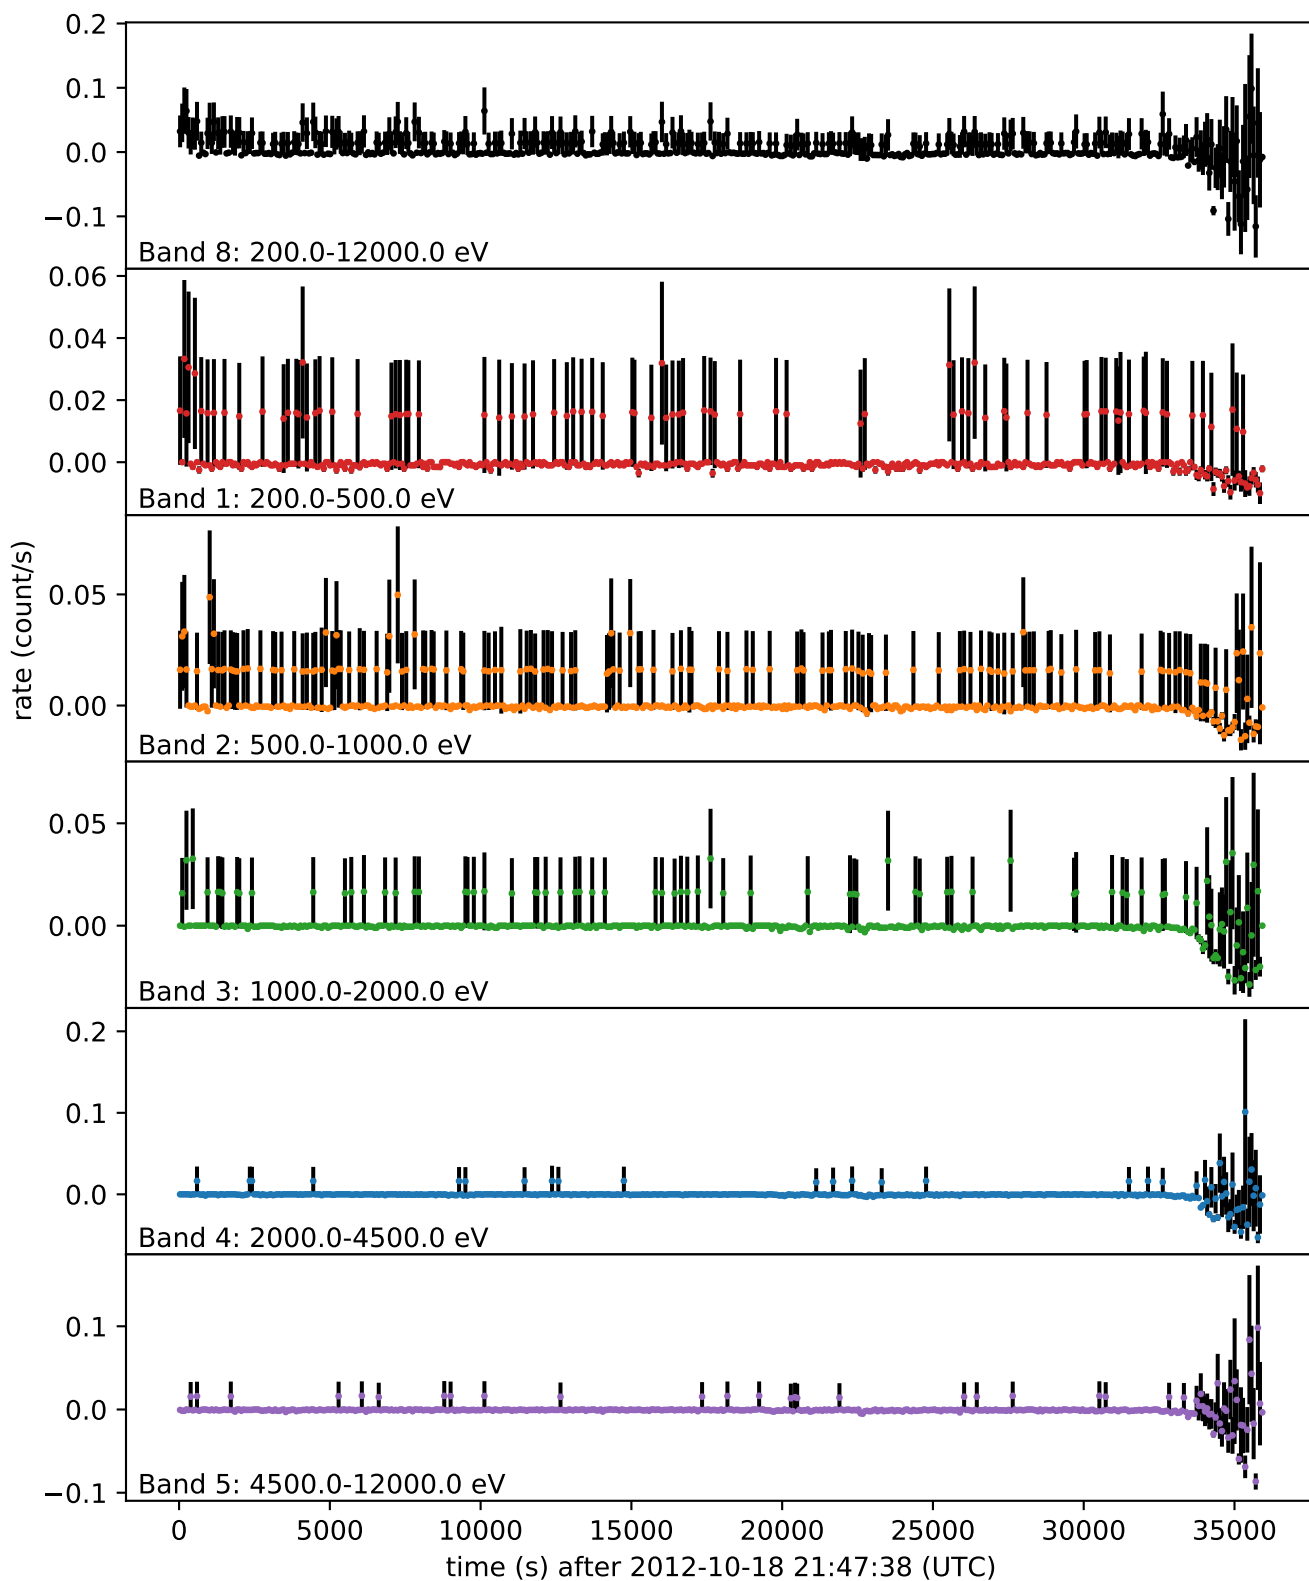 0.2
0.1
0.0
−0.1
Band 8: 200.0-12000.0 eV
0.06
0.04
0.02
0.00
Band 1: 200.0-500.0 eV
0.05
0.00
Band 2: 500.0-1000.0 eV
rate (count/s)
0.05
0.00
Band 3: 1000.0-2000.0 eV
0.2
0.1
0.0
Band 4: 2000.0-4500.0 eV
0.1
0.0
−0.1
Band 5: 4500.0-12000.0 eV
0 5000 10000 15000 20000 25000 30000 35000
time (s) after 2012-10-18 21:47:38 (UTC)